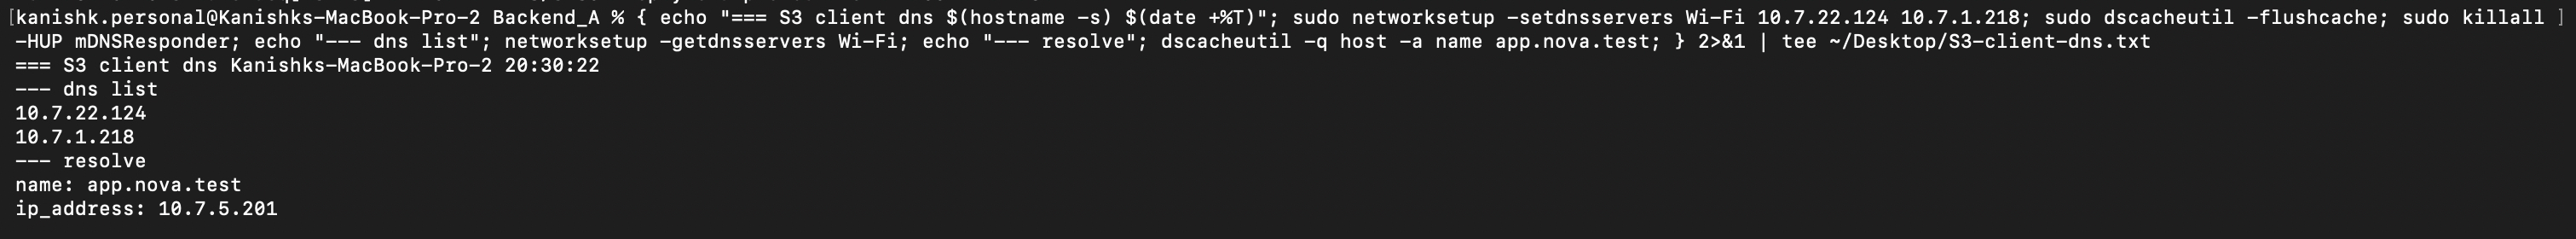 [kanishk.personal@Kanishks-MacBook-Pro-2 Backend_A % { echo "=== S3 client dns $(hostname -s) $(date +%T)"; sudo networksetup -setdnsservers Wi-Fi 10.7.22.124 10.7.1.218; sudo dscacheutil -flushcache; sudo killall ]
-HUP mDNSResponder; echo "--- dns list"; networksetup -getdnsservers Wi-Fi; echo "--- resolve"; dscacheutil -q host -a name app.nova.test; } 2>&1 | tee ~/Desktop/S3-client-dns.txt
=== S3 client dns Kanishks-MacBook-Pro-2 20:30:22
--- dns list
10.7.22.124
10.7.1.218
--- resolve
name: app.nova.test
ip_address: 10.7.5.201